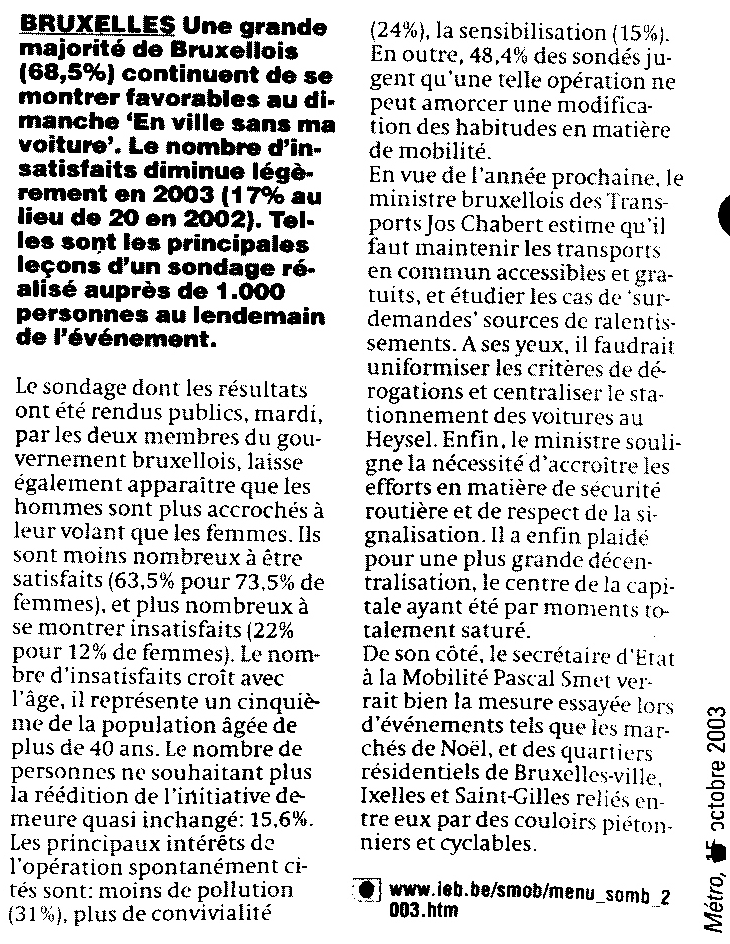 BRUXELLES Une grande
majorité de Bruxellois
(68,5%) continuent de se
montrer favorables au di-
manche ‘En ville sans ma
voiture’. Le nombre d’in-
satisfaits diminue légè-
rement en 2003 (17% au
lieu de 20 en 2002). Tel-
les sont les principales
leçons d’un sondage ré-
alisé auprès de 1.000
personnes au lendemain
de l’événement.
Le sondage dont les résultats
ont été rendus publics, mardi,
par les deux membres du gou-
vernement bruxellois, laisse
également apparaître que les
hommes sont plus accrochés à
leur volant que les femmes. Ils
sont moins nombreux à être
satisfaits (63,5% pour 73,5% de
femmes), et plus nombreux à
se montrer insatisfaits (22%
pour 12% de femmes). Le nom-
bre d’insatisfaits croît avec
l’âge, il représente un cinquiè-
me de la population âgée de
plus de 40 ans. Le nombre de
personnes ne souhaitant plus
la réédition de l’initiative de-
meure quasi inchangé: 15,6%.
Les principaux intérêts de
l’opération spontanément ci-
tés sont: moins de pollution
(31%), plus de convivialité
(24%), la sensibilisation (15%).
En outre, 48,4% des sondés ju-
gent qu’une telle opération ne
peut amorcer une modifica-
tion des habitudes en matière
de mobilité.
En vue de l’année prochaine, le
ministre bruxellois des Trans-
ports Jos Chabert estime qu’il
faut maintenir les transports
en commun accessibles et gra-
tuits, et étudier les cas de ‘sur-
demandes’ sources de ralentis-
sements. A ses yeux, il faudrait
uniformiser les critères de dé-
rogations et centraliser le sta-
tionnement des voitures au
Heysel. Enfin, le ministre souli-
gne la nécessité d’accroître les
efforts en matière de sécurité
routière et de respect de la si-
gnalisation. Il a enfin plaidé
pour une plus grande décen-
tralisation, le centre de la capi-
tale ayant été par moments to-
talement saturé.
De son côté, le secrétaire d’Etat
à la Mobilité Pascal Smet ver-
rait bien la mesure essayée lors
d’événements tels que les mar-
chés de Noël, et des quartiers
résidentiels de Bruxelles-ville,
Ixelles et Saint-Gilles reliés en-
tre eux par des couloirs piéton-
niers et cyclables.
www.ieb.be/smob/menu_somb_2
003.htm
Métro, octobre 2003